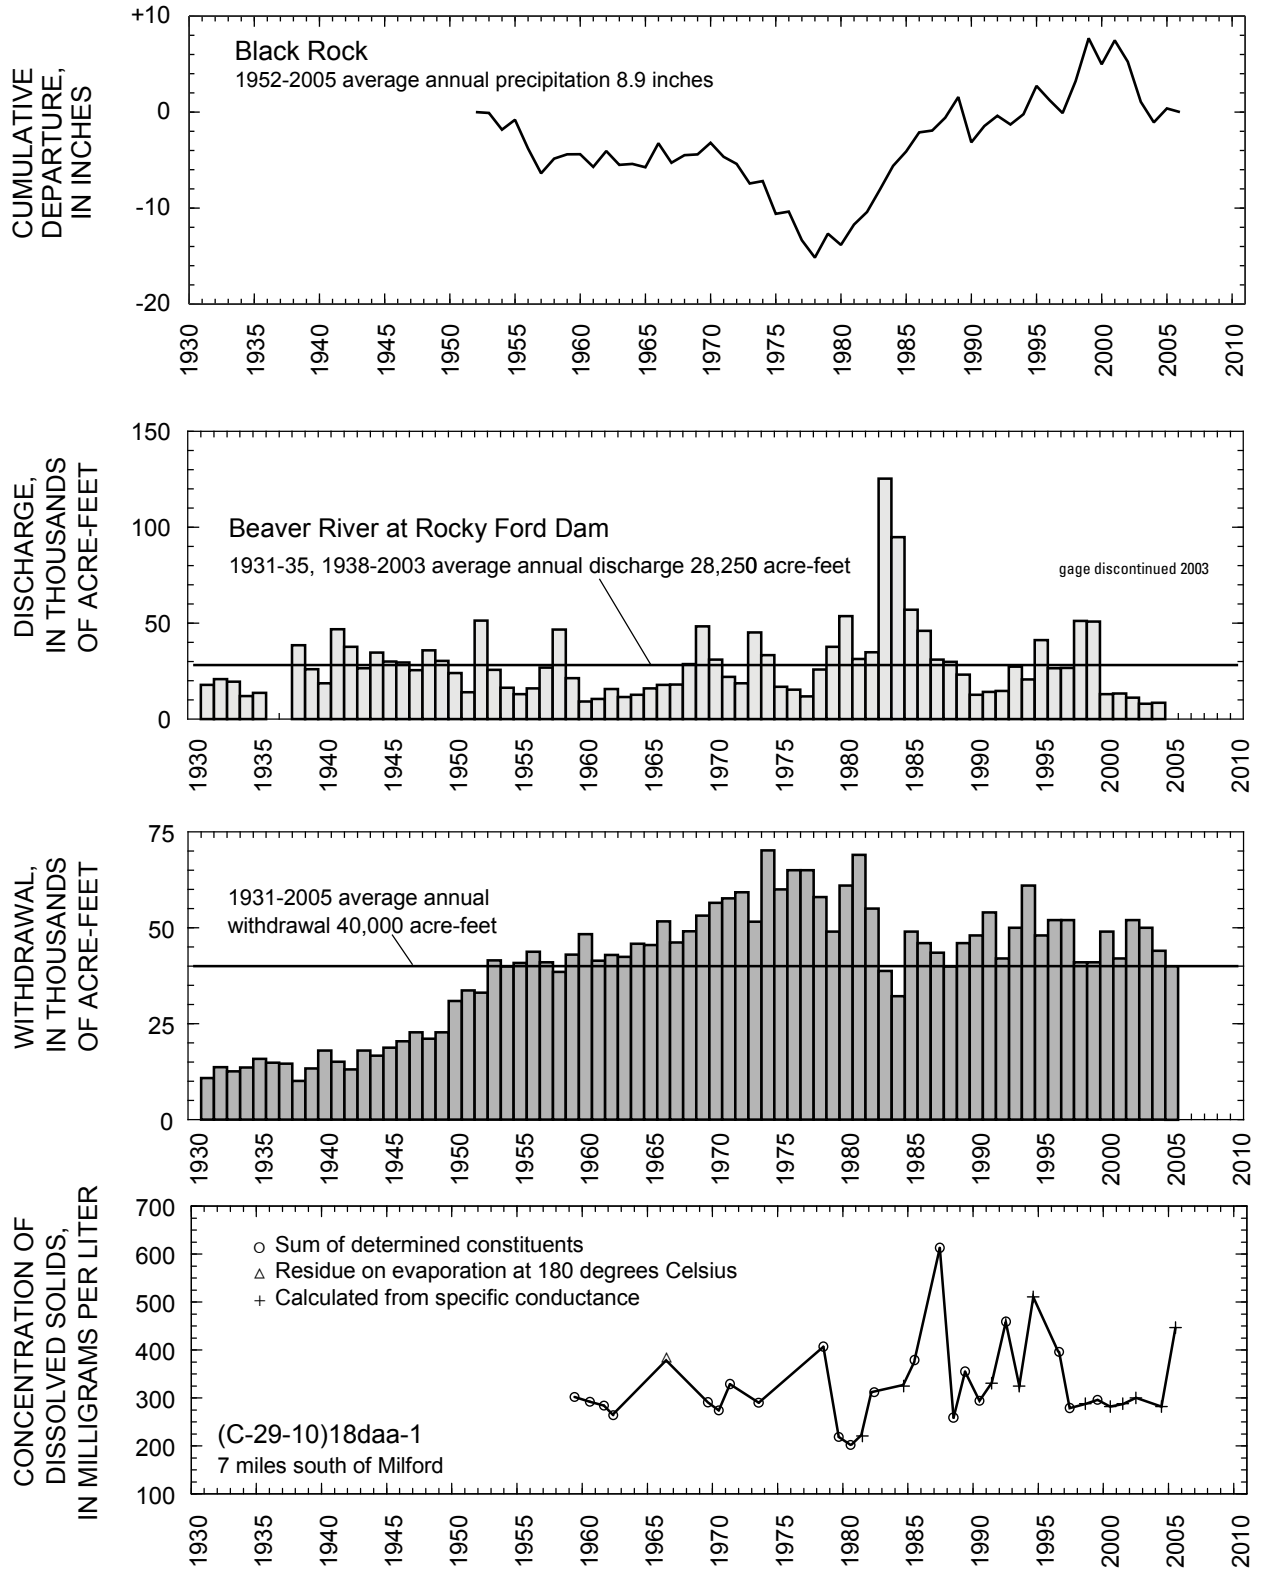 CUMULATIVE
DEPARTURE,
IN INCHES
+10
0
-10
-20
Black Rock
1952-2005 average annual precipitation 8.9 inches
1930 1935 1940 1945 1950 1955 1960 1965 1970 1975 1980 1985 1990 1995 2000 2005 2010
DISCHARGE,
IN THOUSANDS
OF ACRE-FEET
150
100
50
0
Beaver River at Rocky Ford Dam
1931-35, 1938-2003 average annual discharge 28,250 acre-feet
gage discontinued 2003
1930 1935 1940 1945 1950 1955 1960 1965 1970 1975 1980 1985 1990 1995 2000 2005 2010
WITHDRAWAL,
IN THOUSANDS
OF ACRE-FEET
75
50
25
0
1931-2005 average annual
withdrawal 40,000 acre-feet
1930 1935 1940 1945 1950 1955 1960 1965 1970 1975 1980 1985 1990 1995 2000 2005 2010
CONCENTRATION OF
DISSOLVED SOLIDS,
IN MILLIGRAMS PER LITER
700
600
500
400
300
200
100
Sum of determined constituents
Residue on evaporation at 180 degrees Celsius
Calculated from specific conductance
(C-29-10)18daa-1
7 miles south of Milford
1930 1935 1940 1945 1950 1955 1960 1965 1970 1975 1980 1985 1990 1995 2000 2005 2010